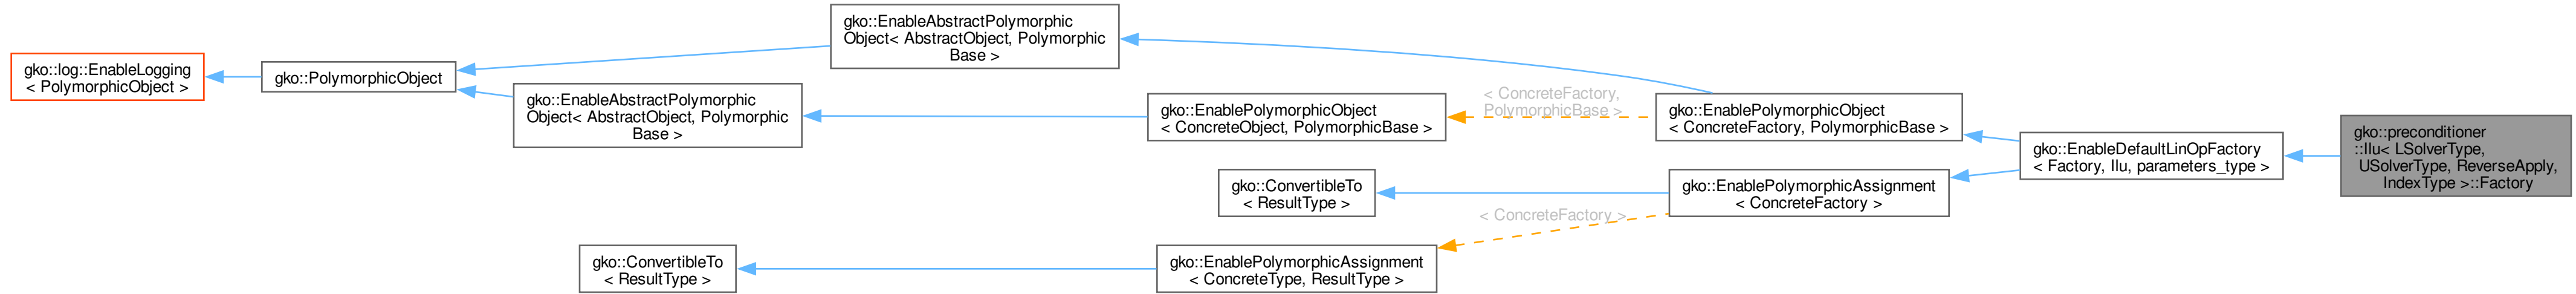 gko::log::EnableLogging
< PolymorphicObject >
gko::PolymorphicObject
gko::EnableAbstractPolymorphic
Object< AbstractObject, Polymorphic
Base >
gko::EnableAbstractPolymorphic
Object< AbstractObject, Polymorphic
Base >
gko::EnablePolymorphicObject
< ConcreteObject, PolymorphicBase >
< ConcreteFactory,
PolymorphicBase >
gko::EnablePolymorphicObject
< ConcreteFactory, PolymorphicBase >
gko::ConvertibleTo
< ResultType >
gko::EnablePolymorphicAssignment
< ConcreteFactory >
< ConcreteFactory >
gko::ConvertibleTo
< ResultType >
gko::EnablePolymorphicAssignment
< ConcreteType, ResultType >
gko::EnableDefaultLinOpFactory
< Factory, Ilu, parameters_type >
gko::preconditioner
::Ilu< LSolverType,
USolverType, ReverseApply,
IndexType >::Factory